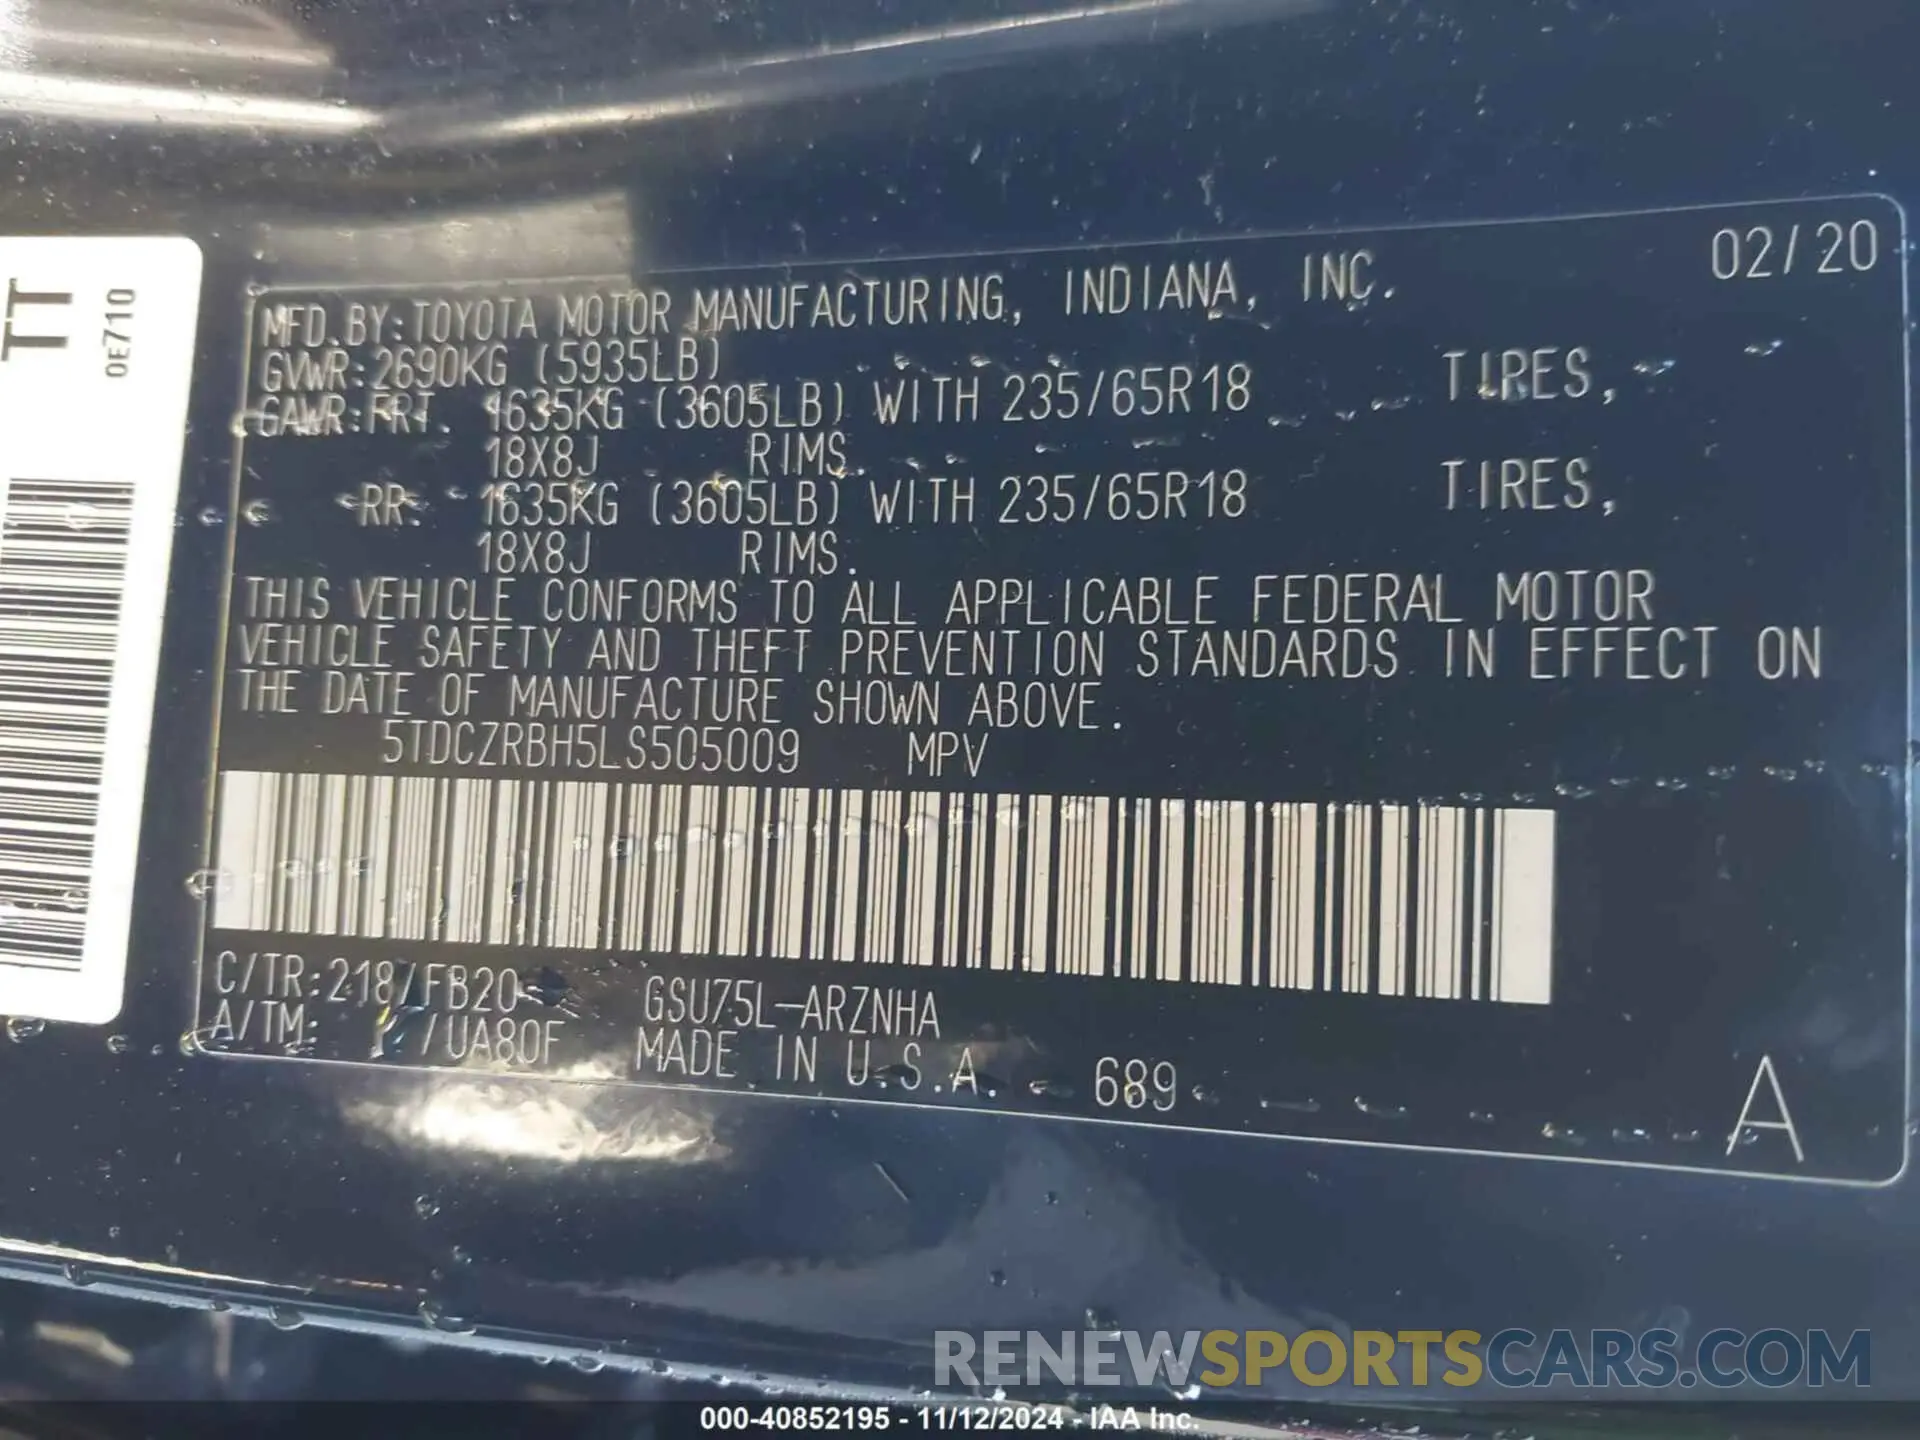 TT
0E710
02/20
MFD.BY:TOYOTA MOTOR MANUFACTURING, INDIANA, INC.
GVWR:2690KG (5935LB)
GAWR:FRT. 1635KG (3605LB) WITH 235/65R18 TIRES,
18X8J RIMS.
RR. 1635KG (3605LB) WITH 235/65R18 TIRES,
18X8J RIMS.
THIS VEHICLE CONFORMS TO ALL APPLICABLE FEDERAL MOTOR
VEHICLE SAFETY AND THEFT PREVENTION STANDARDS IN EFFECT ON
THE DATE OF MANUFACTURE SHOWN ABOVE.
5TDCZRBH5LS505009 MPV
C/TR:218/FB20 GSU75L-ARZNHA
A/TM: /UA80F MADE IN U.S.A. 689
A
RENEWSPORTSCARS.COM
000-40852195 - 11/12/2024 - IAA Inc.